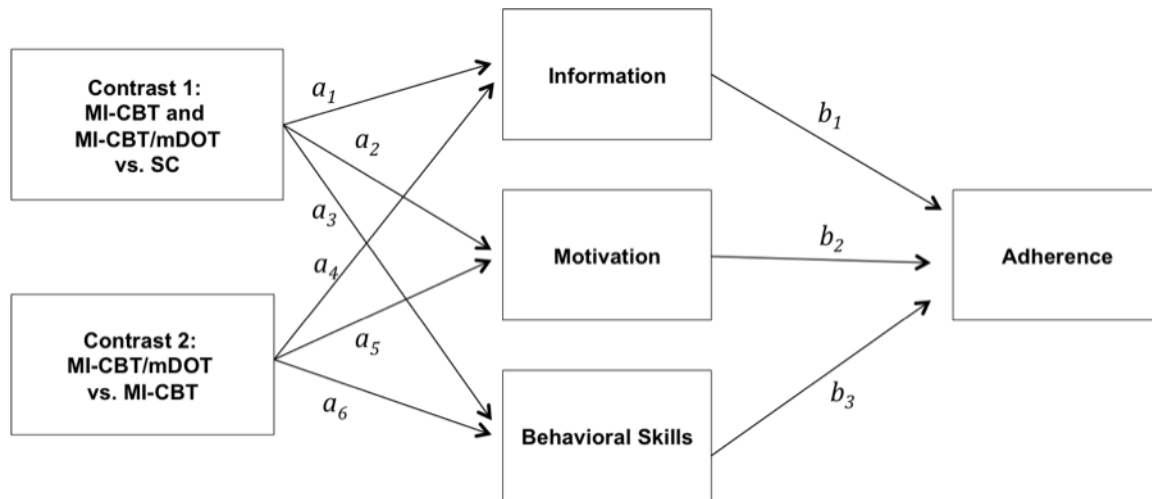 Contrast 1:
MI-CBT and
MI-CBT/mDOT
vs. SC
Contrast 2:
MI-CBT/mDOT
vs. MI-CBT
a1
a2
a3
a4
a5
a6
Information
Motivation
Behavioral Skills
b1
b2
b3
Adherence